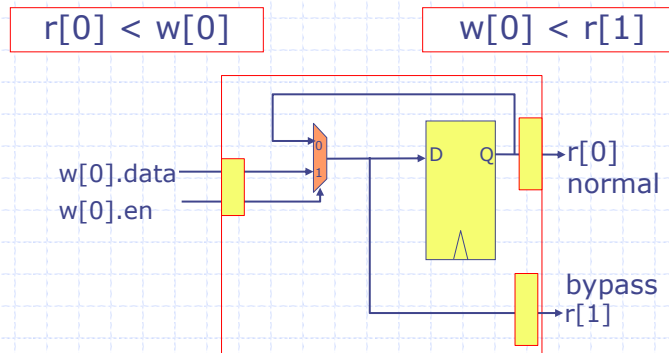 r[0] < w[0]
w[0] < r[1]
0
D
Q
r[0]
w[0].data
1
normal
w[0].en
bypass
r[1]